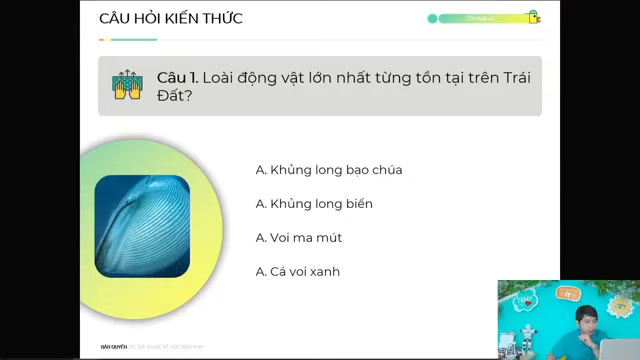 CÂU HỎI KIẾN THỨC
Câu 1. Loài động vật lớn nhất từng tồn tại trên Trái
Đất?
A. Khủng long bạo chúa
A. Khủng long biển
A. Voi ma mút
A. Cá voi xanh
BẢN QUYỀN